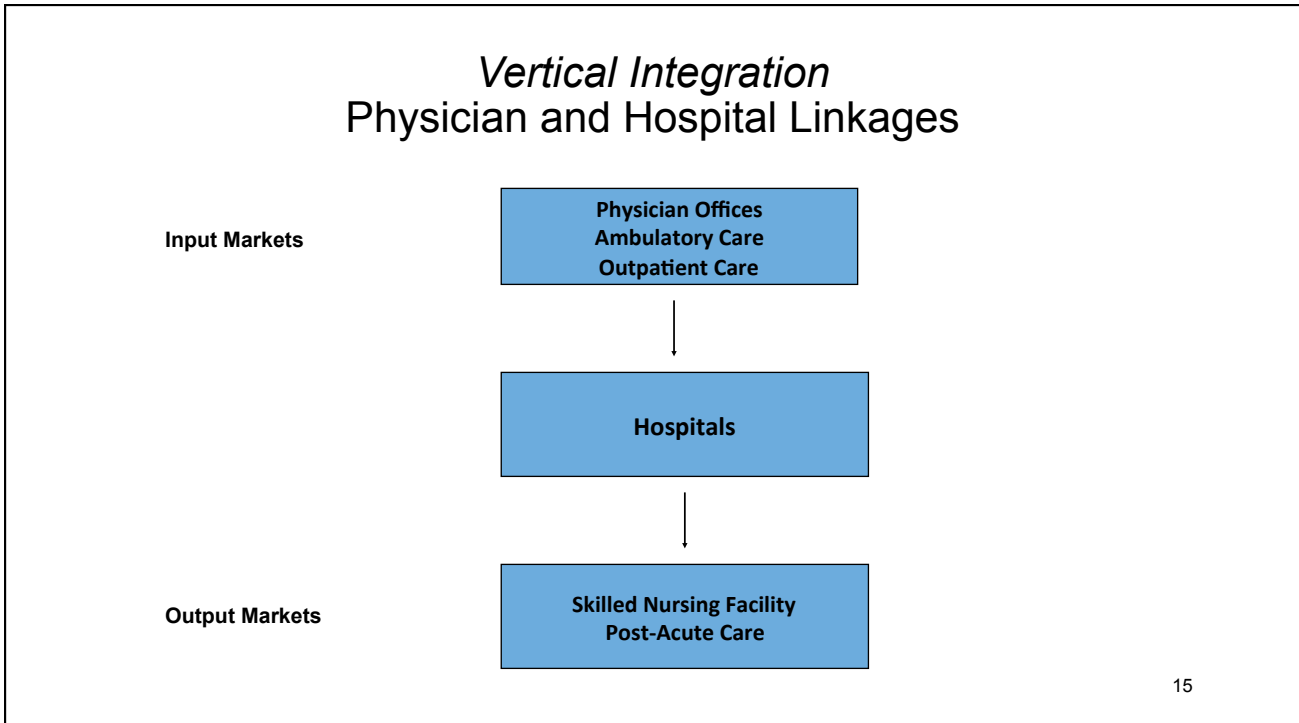 Vertical Integration
Physician and Hospital Linkages
Input Markets
Physician Offices
Ambulatory Care
Outpatient Care
Hospitals
Output Markets
Skilled Nursing Facility
Post-Acute Care
15